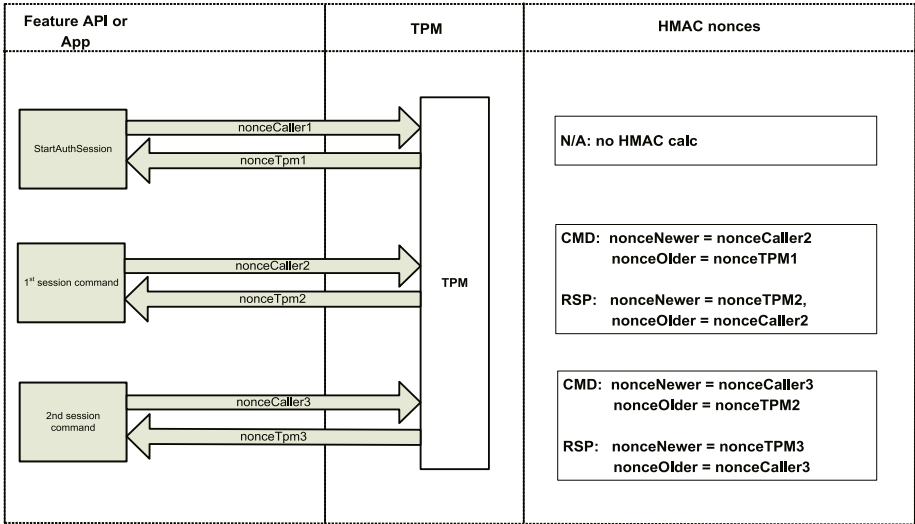 Feature API or
App
TPM
HMAC nonces
StartAuthSession
nonceCaller1
nonceTpm1
N/A: no HMAC calc
1st session command
nonceCaller2
nonceTpm2
TPM
CMD: nonceNewer = nonceCaller2
nonceOlder = nonceTPM1
RSP: nonceNewer = nonceTPM2,
nonceOlder = nonceCaller2
2nd session
command
nonceCaller3
nonceTpm3
CMD: nonceNewer = nonceCaller3
nonceOlder = nonceTPM2
RSP: nonceNewer = nonceTPM3
nonceOlder = nonceCaller3